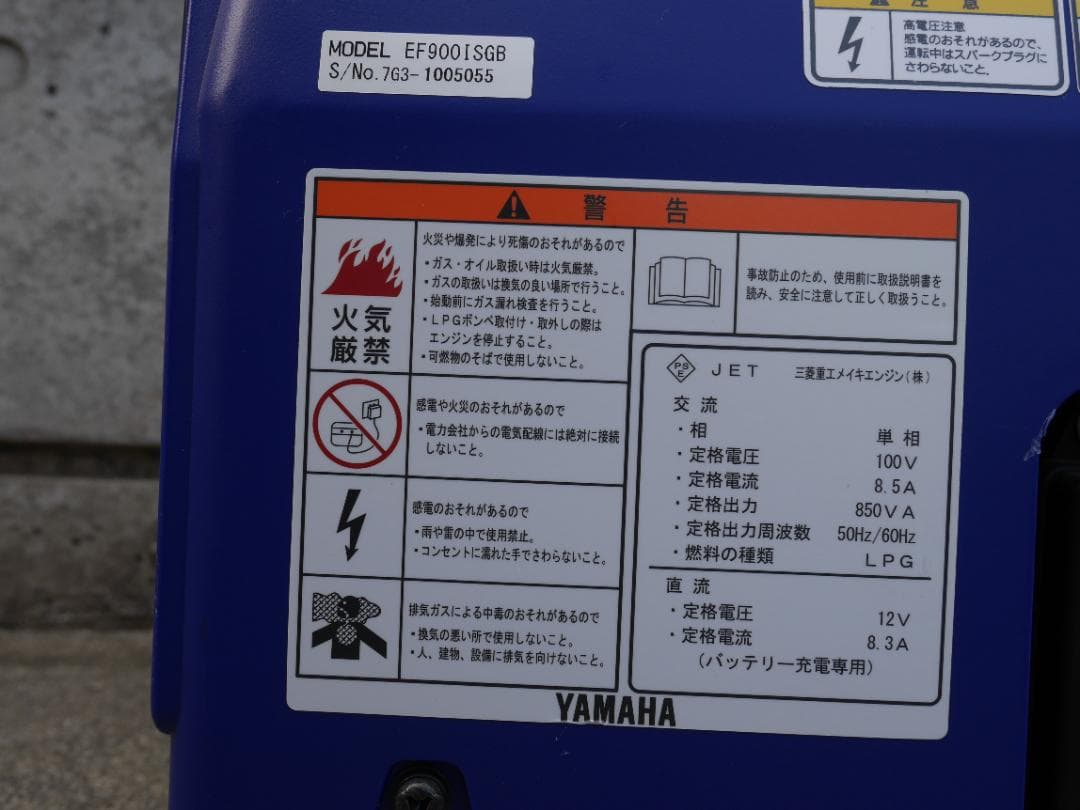 MODEL EF900ISGB
S/No.7G3-1005055
注 意
高電圧注意
感電のおそれがあるので、
運転中はスパークプラグに
さわらないこと.
警 告
火気
厳禁
火災や爆発により死傷のおそれがあるので
・ガス・オイル取扱い時は火気厳禁。
・ガスの取扱いは換気の良い場所で行うこと。
・始動前にガス漏れ検査を行うこと。
・LPGボンベ取付け・取外しの際は
エンジンを停止すること。
・可燃物のそばで使用しないこと。
感電や火災のおそれがあるので
・電力会社からの電気配線には絶対に接続
しないこと。
感電のおそれがあるので
・雨や雷の中で使用禁止。
・コンセントに濡れた手でさわらないこと。
排気ガスによる中毒のおそれがあるので
・換気の悪い所で使用しないこと。
・人、建物、設備に排気を向けないこと。
事故防止のため、使用前に取扱説明書を
読み、安全に注意して正しく取扱うこと。
PS
E JET 三菱重工メイキエンジン(株)
交流
・相 単相
・定格電圧 100V
・定格電流 8.5A
・定格出力 850VA
・定格出力周波数 50Hz/60Hz
・燃料の種類 LPG
直流
・定格電圧 12V
・定格電流 8.3A
(バッテリー充電専用)
YAMAHA